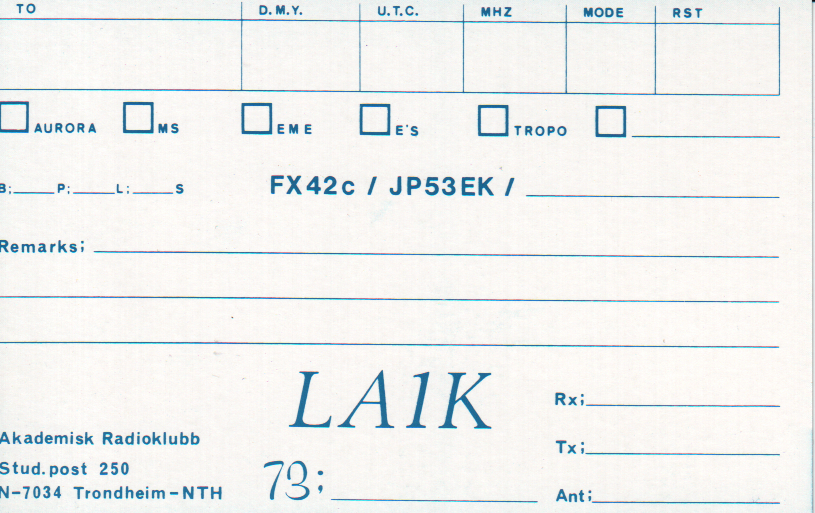 TO D.M.Y. U.T.C. MHZ MODE RST
AURORA MS EME E'S TROPO
B; P; L; S FX42c / JP53EK /
Remarks;
LA1K
Rx;
Akademisk Radioklubb
Tx;
Stud.post 250
73;
N-7034 Trondheim-NTH
Ant;